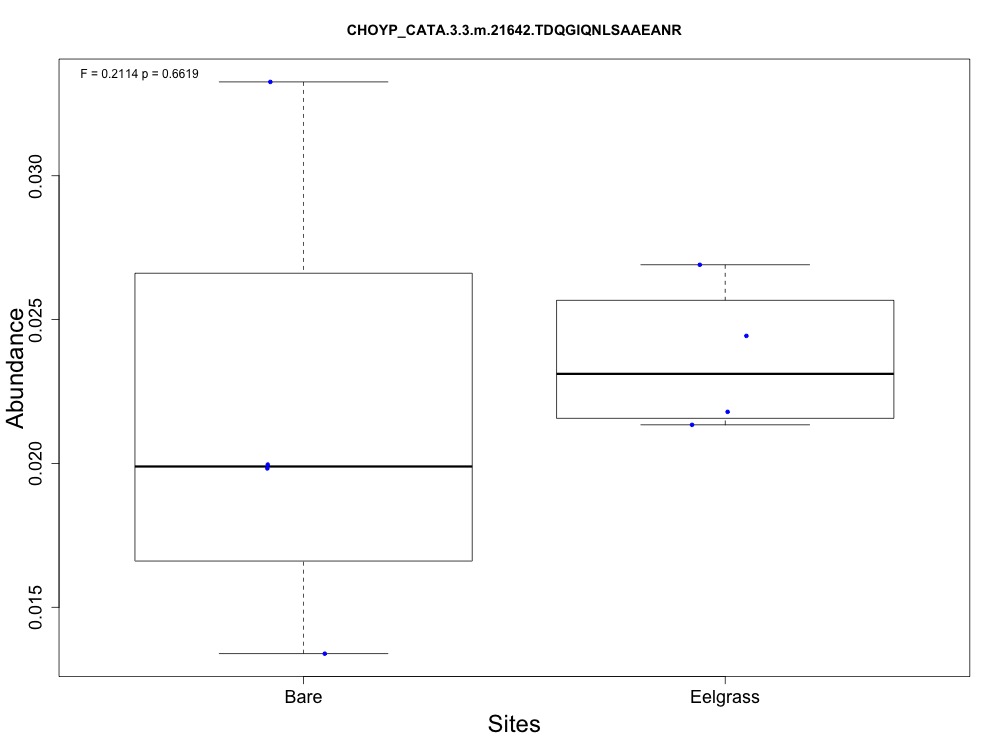 CHOYP_CATA.3.3.m.21642.TDQGIQNLSAAEANR
F = 0.2114 p = 0.6619
0.030
0.025
0.020
0.015
Abundance
Bare
Eelgrass
Sites